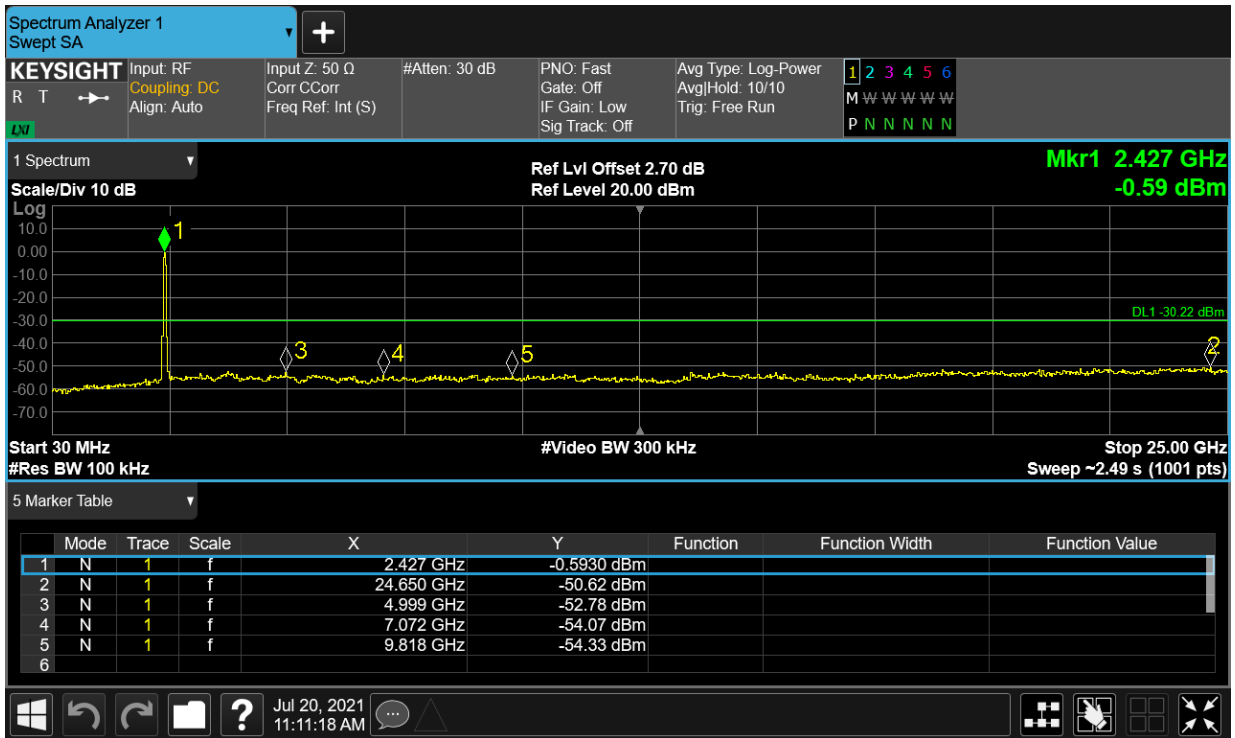 Spectrum Analyzer 1
Swept SA
KEYSIGHT
R T
LXI
Input: RF
Coupling: DC
Align: Auto
Input Z: 50 Ω
Corr CCorr
Freq Ref: Int (S)
#Atten: 30 dB
PNO: Fast
Gate: Off
IF Gain: Low
Sig Track: Off
Avg Type: Log-Power
Avg|Hold: 10/10
Trig: Free Run
1 2 3 4 5 6
M W W W W W
P N N N N N
1 Spectrum
Scale/Div 10 dB
Ref Lvl Offset 2.70 dB
Ref Level 20.00 dBm
Mkr1 2.427 GHz
-0.59 dBm
Log
10.0
0.00
-10.0
-20.0
-30.0
-40.0
-50.0
-60.0
-70.0
1
DL1 -30.22 dBm
3
4
5
2
Start 30 MHz
#Res BW 100 kHz
#Video BW 300 kHz
Stop 25.00 GHz
Sweep ~2.49 s (1001 pts)
5 Marker Table
Mode Trace Scale X Y Function Function Width Function Value
1 N 1 f 2.427 GHz -0.5930 dBm
2 N 1 f 24.650 GHz -50.62 dBm
3 N 1 f 4.999 GHz -52.78 dBm
4 N 1 f 7.072 GHz -54.07 dBm
5 N 1 f 9.818 GHz -54.33 dBm
6
?
Jul 20, 2021
11:11:18 AM